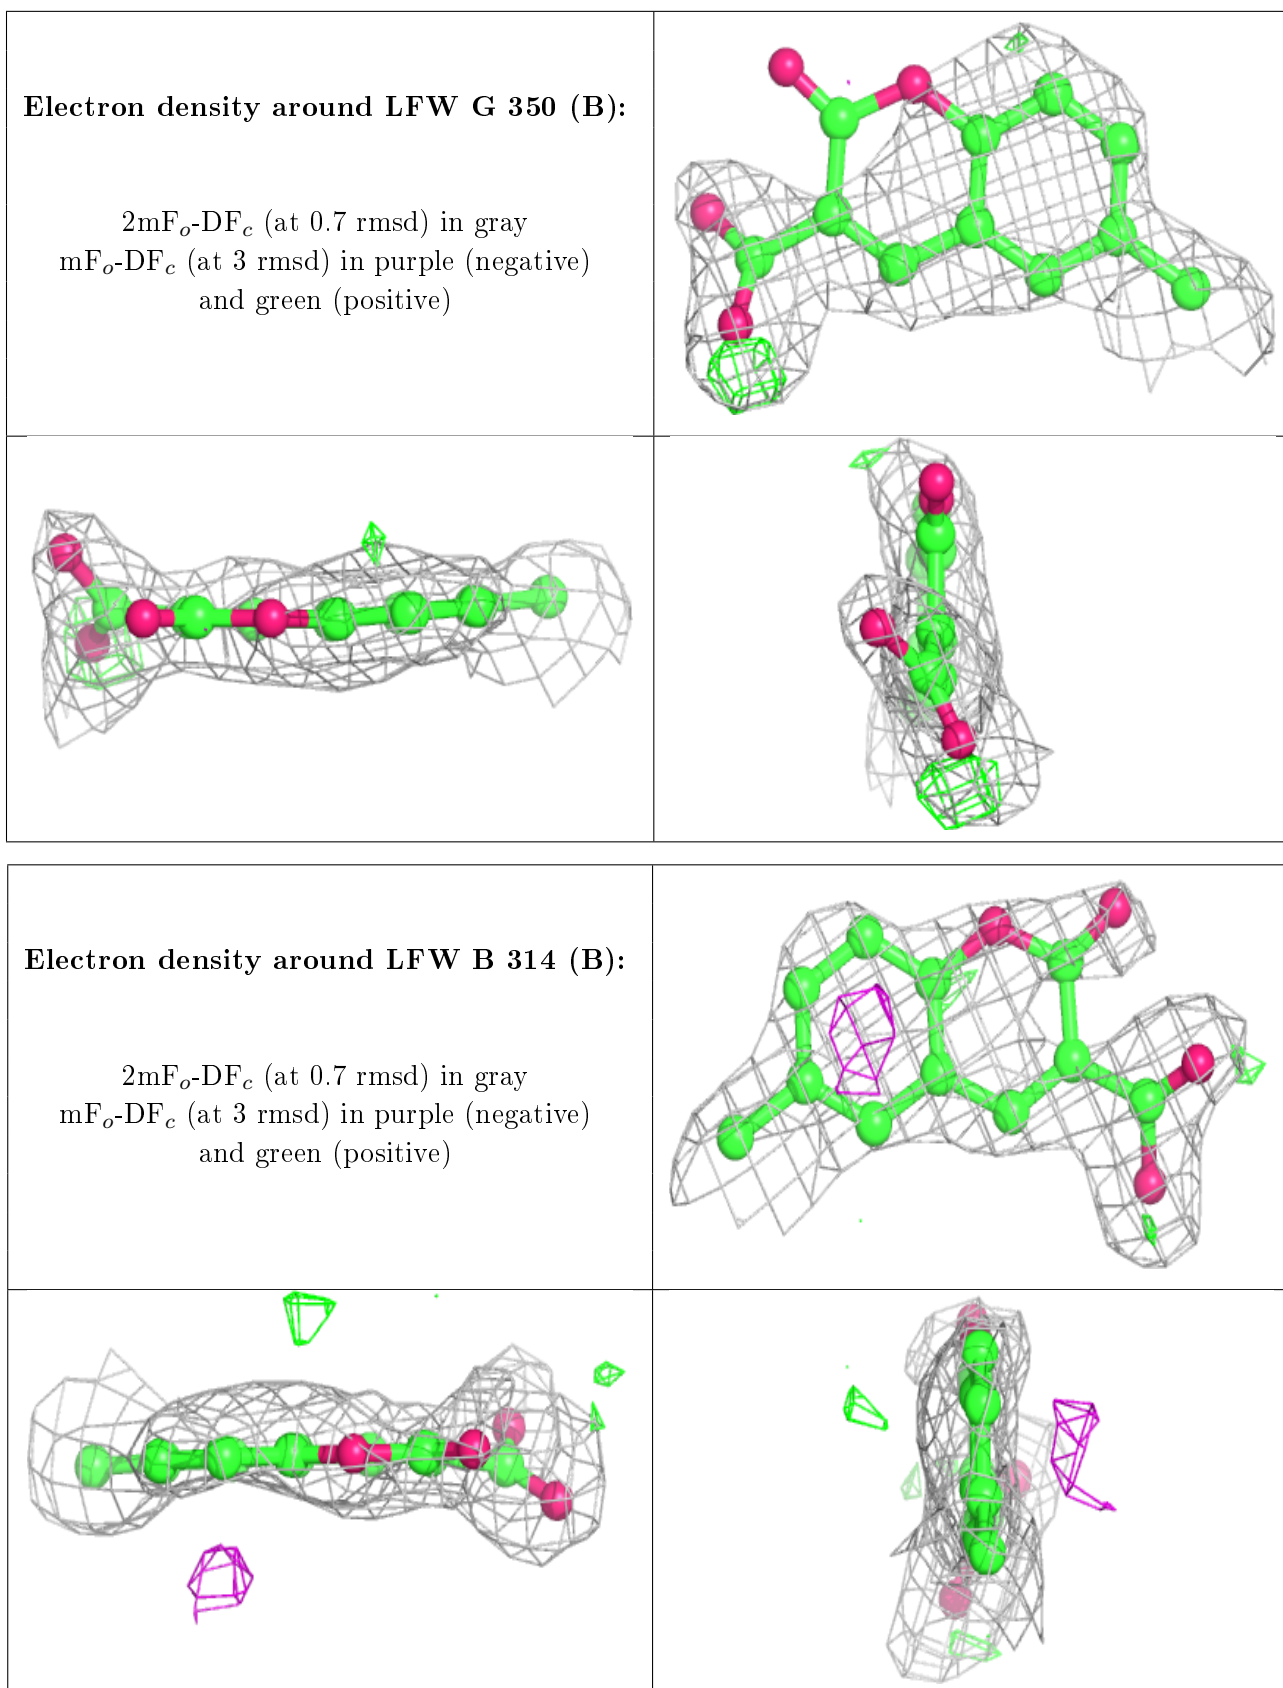 Electron density around LFW G 350 (B):
2mFo-DFc (at 0.7 rmsd) in gray
mFo-DFc (at 3 rmsd) in purple (negative)
and green (positive)
Electron density around LFW B 314 (B):
2mFo-DFc (at 0.7 rmsd) in gray
mFo-DFc (at 3 rmsd) in purple (negative)
and green (positive)